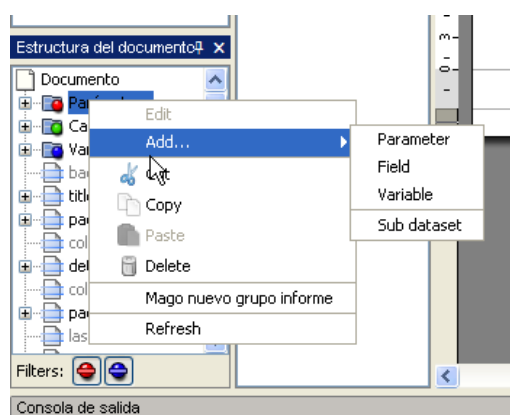 Estructura del documento
Documento
Edit
Add...
Parameter
Field
Variable
Sub dataset
Cut
Copy
Paste
Delete
Mago nuevo grupo informe
Refresh
Filters:
Consola de salida